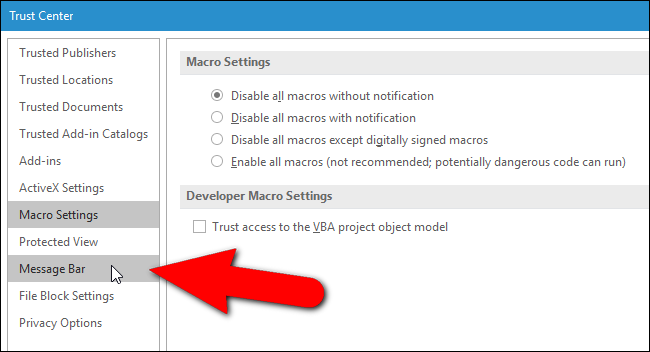 Trust Center
Trusted Publishers
Trusted Locations
Trusted Documents
Trusted Add-in Catalogs
Add-ins
ActiveX Settings
Macro Settings
Protected View
Message Bar
File Block Settings
Privacy Options
Macro Settings
Disable all macros without notification
Disable all macros with notification
Disable all macros except digitally signed macros
Enable all macros (not recommended; potentially dangerous code can run)
Developer Macro Settings
Trust access to the VBA project object model